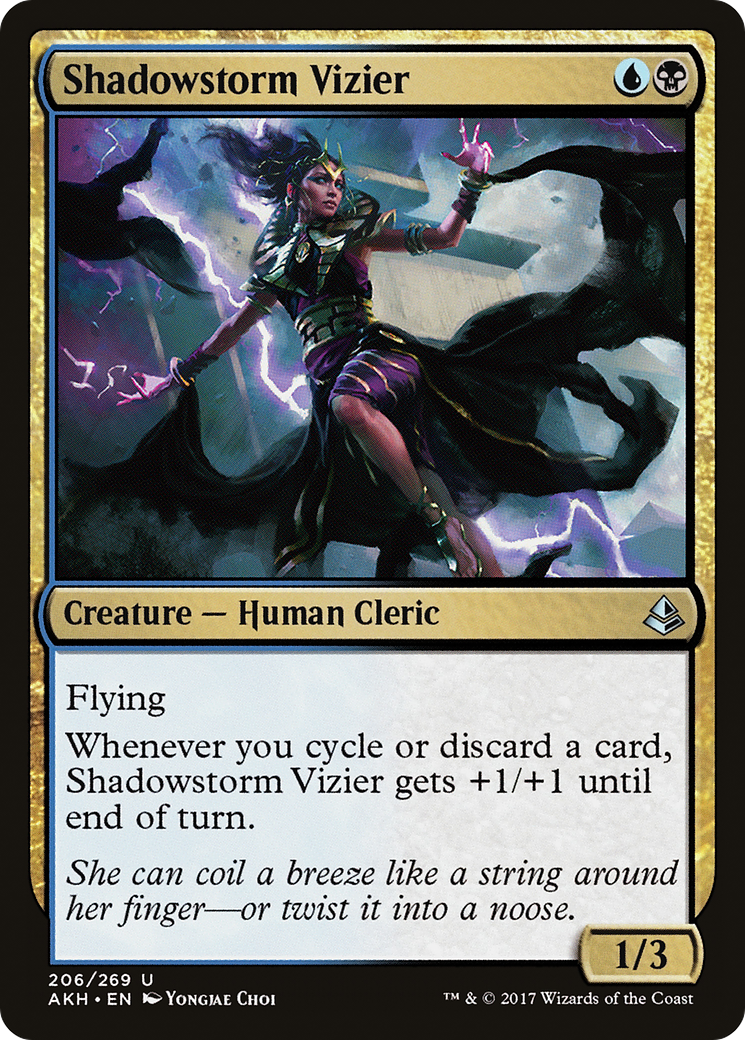 Shadowstorm Vizier
Creature — Human Cleric
Flying
Whenever you cycle or discard a card,
Shadowstorm Vizier gets +1/+1 until
end of turn.
She can coil a breeze like a string around
her finger—or twist it into a noose.
1/3
206/269 U
AKH • EN Yongjae Choi
™ & © 2017 Wizards of the Coast